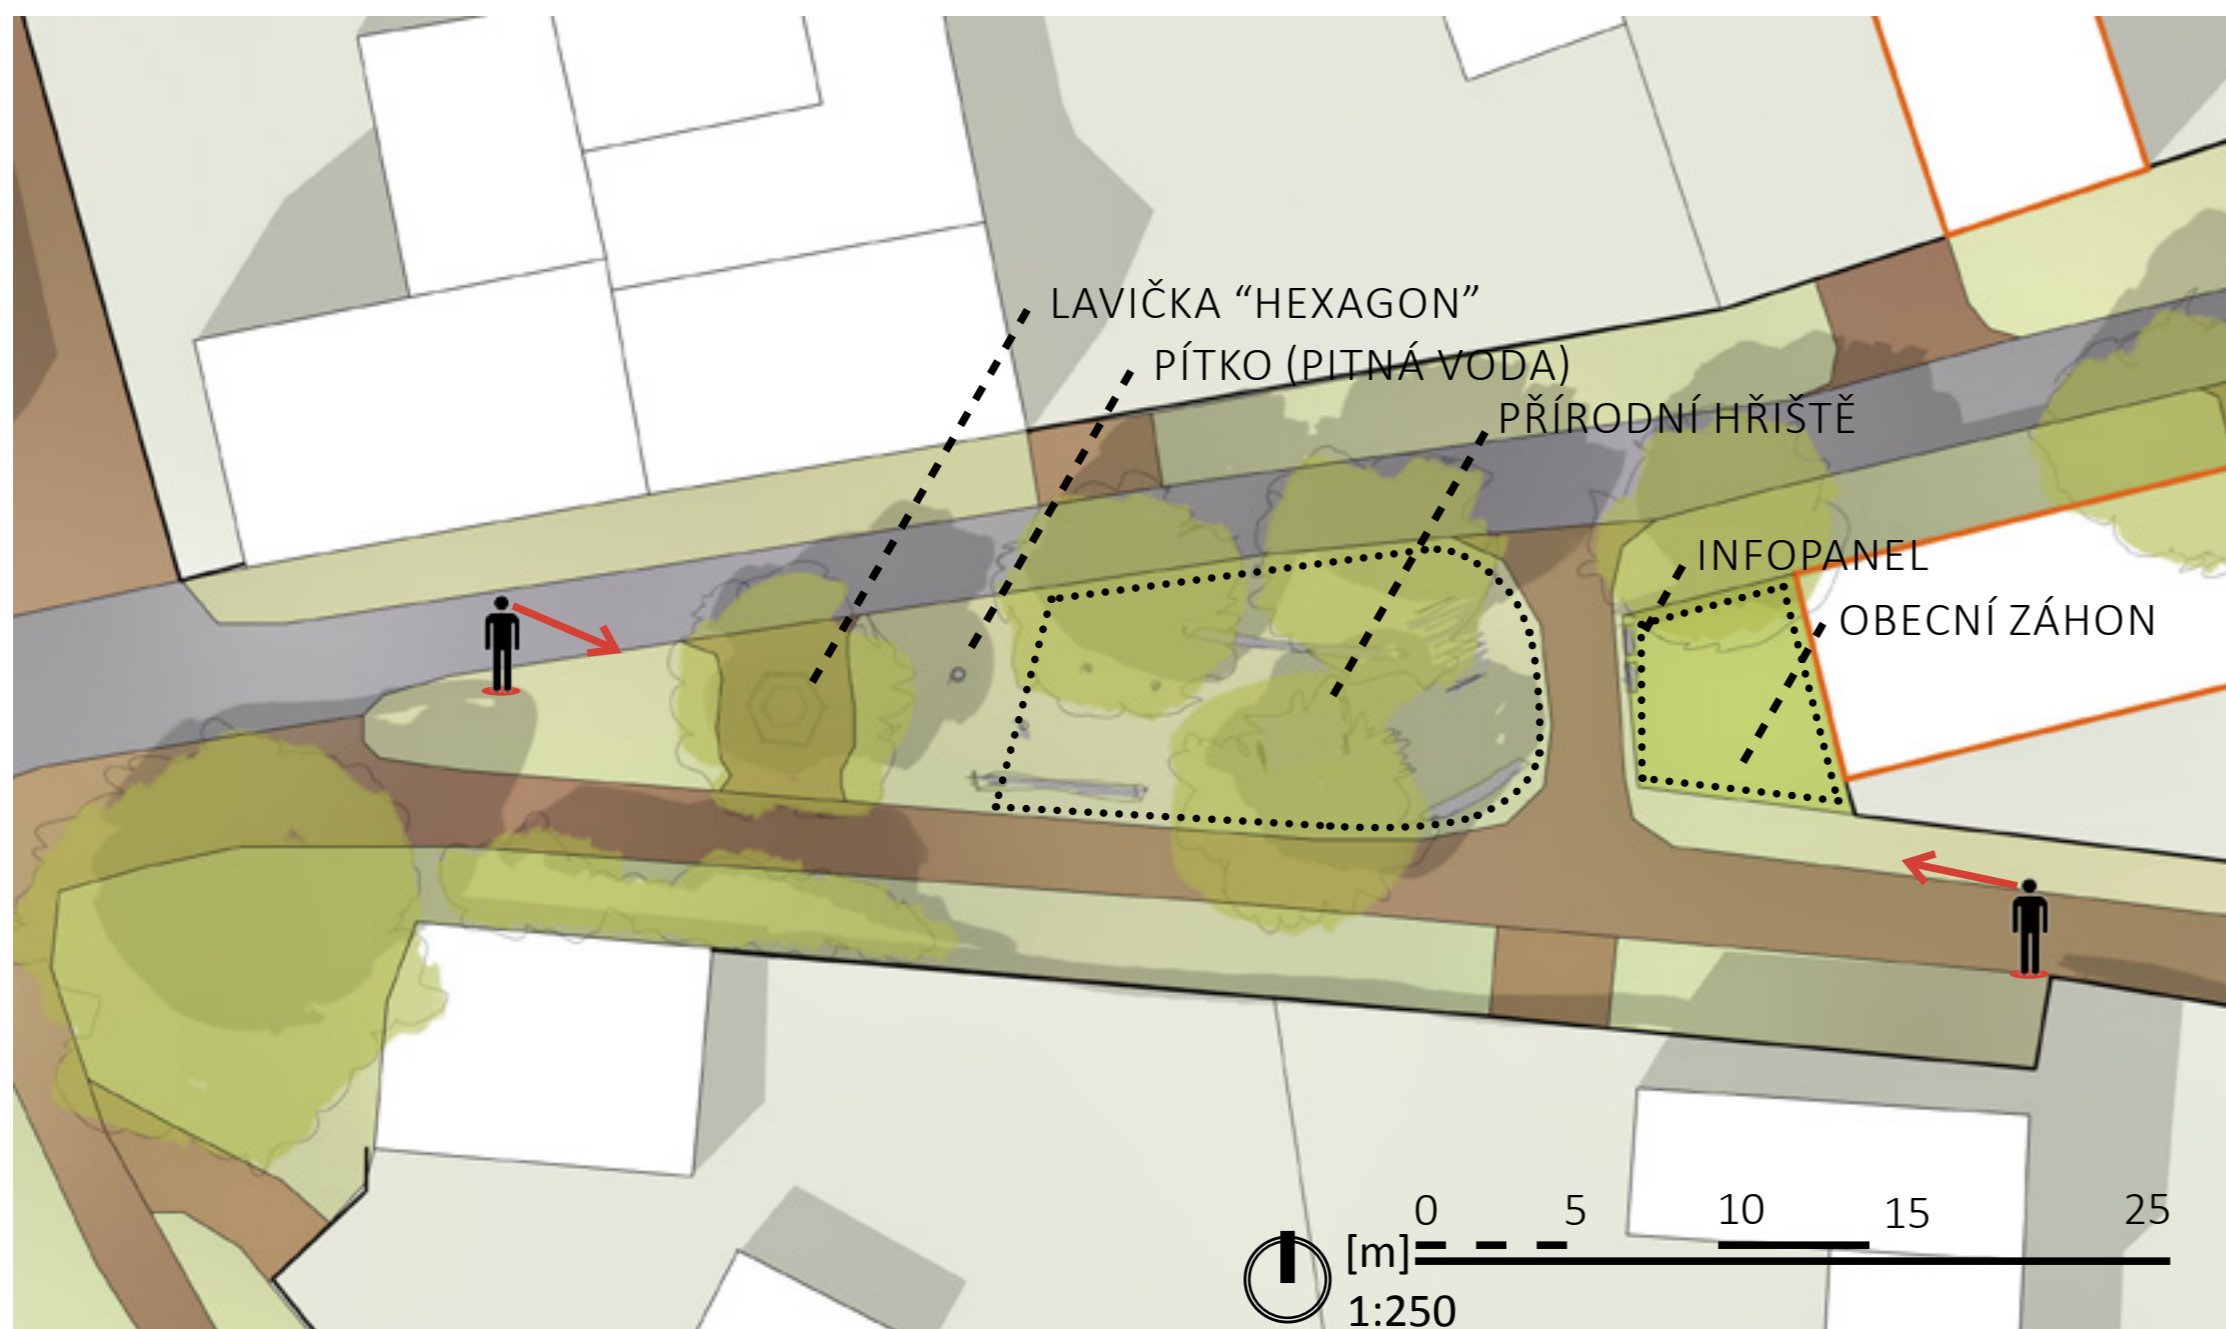 LAVIČKA “HEXAGON”
PÍTKO (PITNÁ VODA)
PŘÍRODNÍ HŘIŠTĚ
INFOPANEL
OBECNÍ ZÁHON
0 5 10 15 25
[m]
1:250